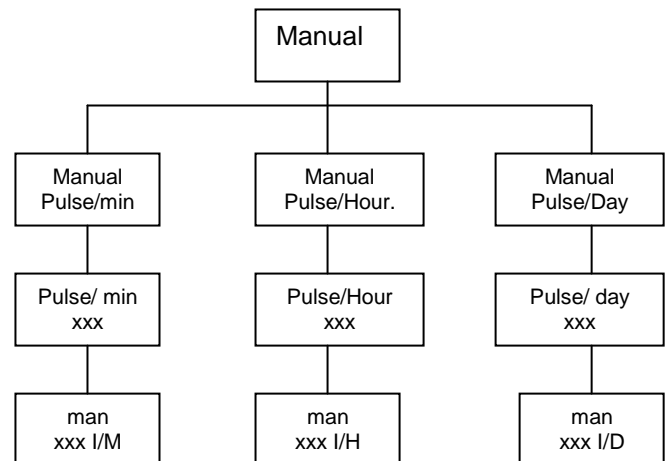 Manual
Manual
Pulse/min
Manual
Pulse/Hour.
Manual
Pulse/Day
Pulse/ min
xxx
Pulse/Hour
xxx
Pulse/ day
xxx
man
xxx I/M
man
xxx I/H
man
xxx I/D